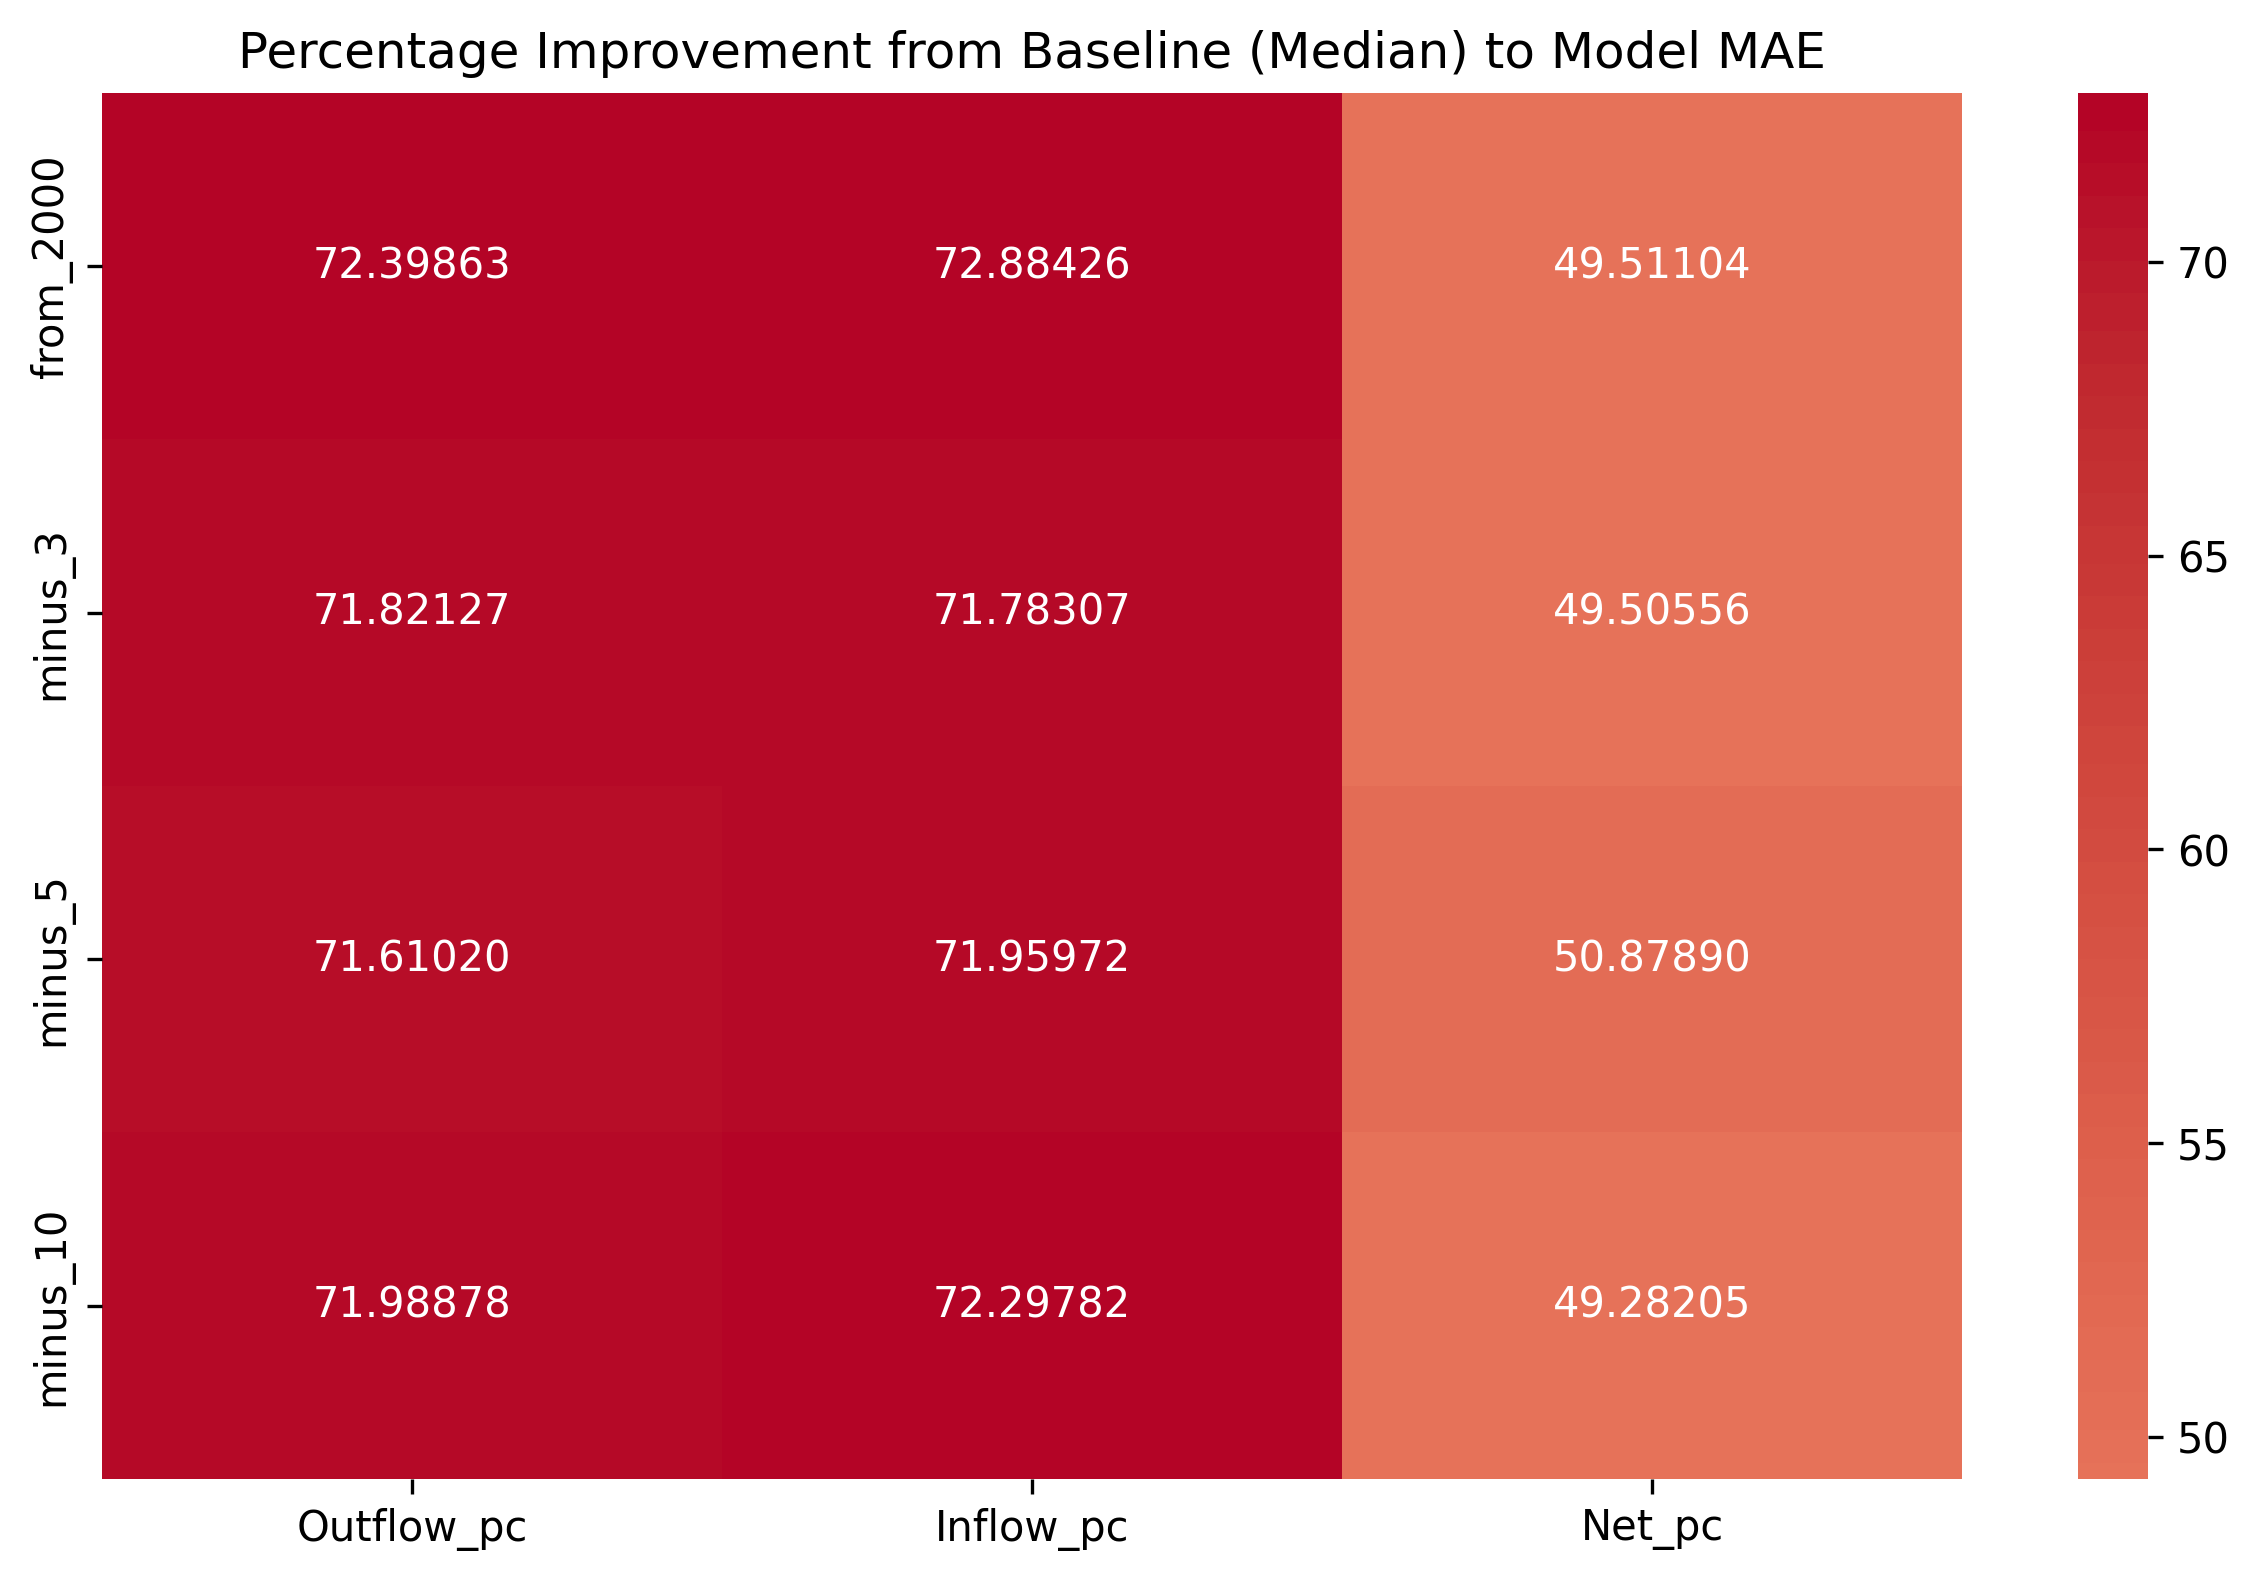 Percentage Improvement from Baseline (Median) to Model MAE
from_2000
72.39863 72.88426 49.51104
minus_3
71.82127 71.78307 49.50556
minus_5
71.61020 71.95972 50.87890
minus_10
71.98878 72.29782 49.28205
Outflow_pc Inflow_pc Net_pc
70
65
60
55
50